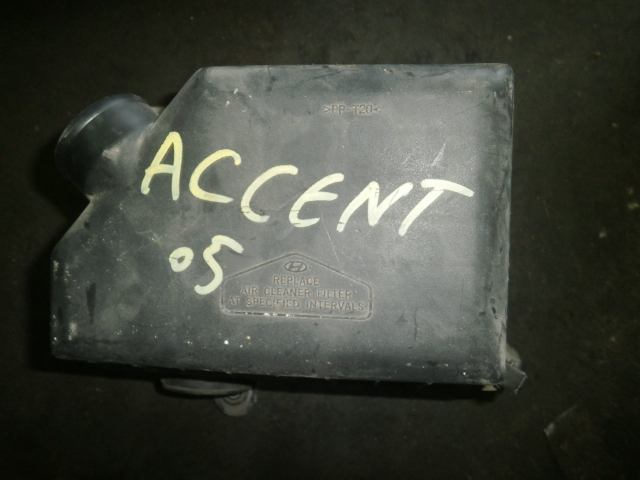 >PP-T20<
ACCENT
05
REPLACE
AIR CLEANER FILTER
AT SPECIFIED INTERVALS